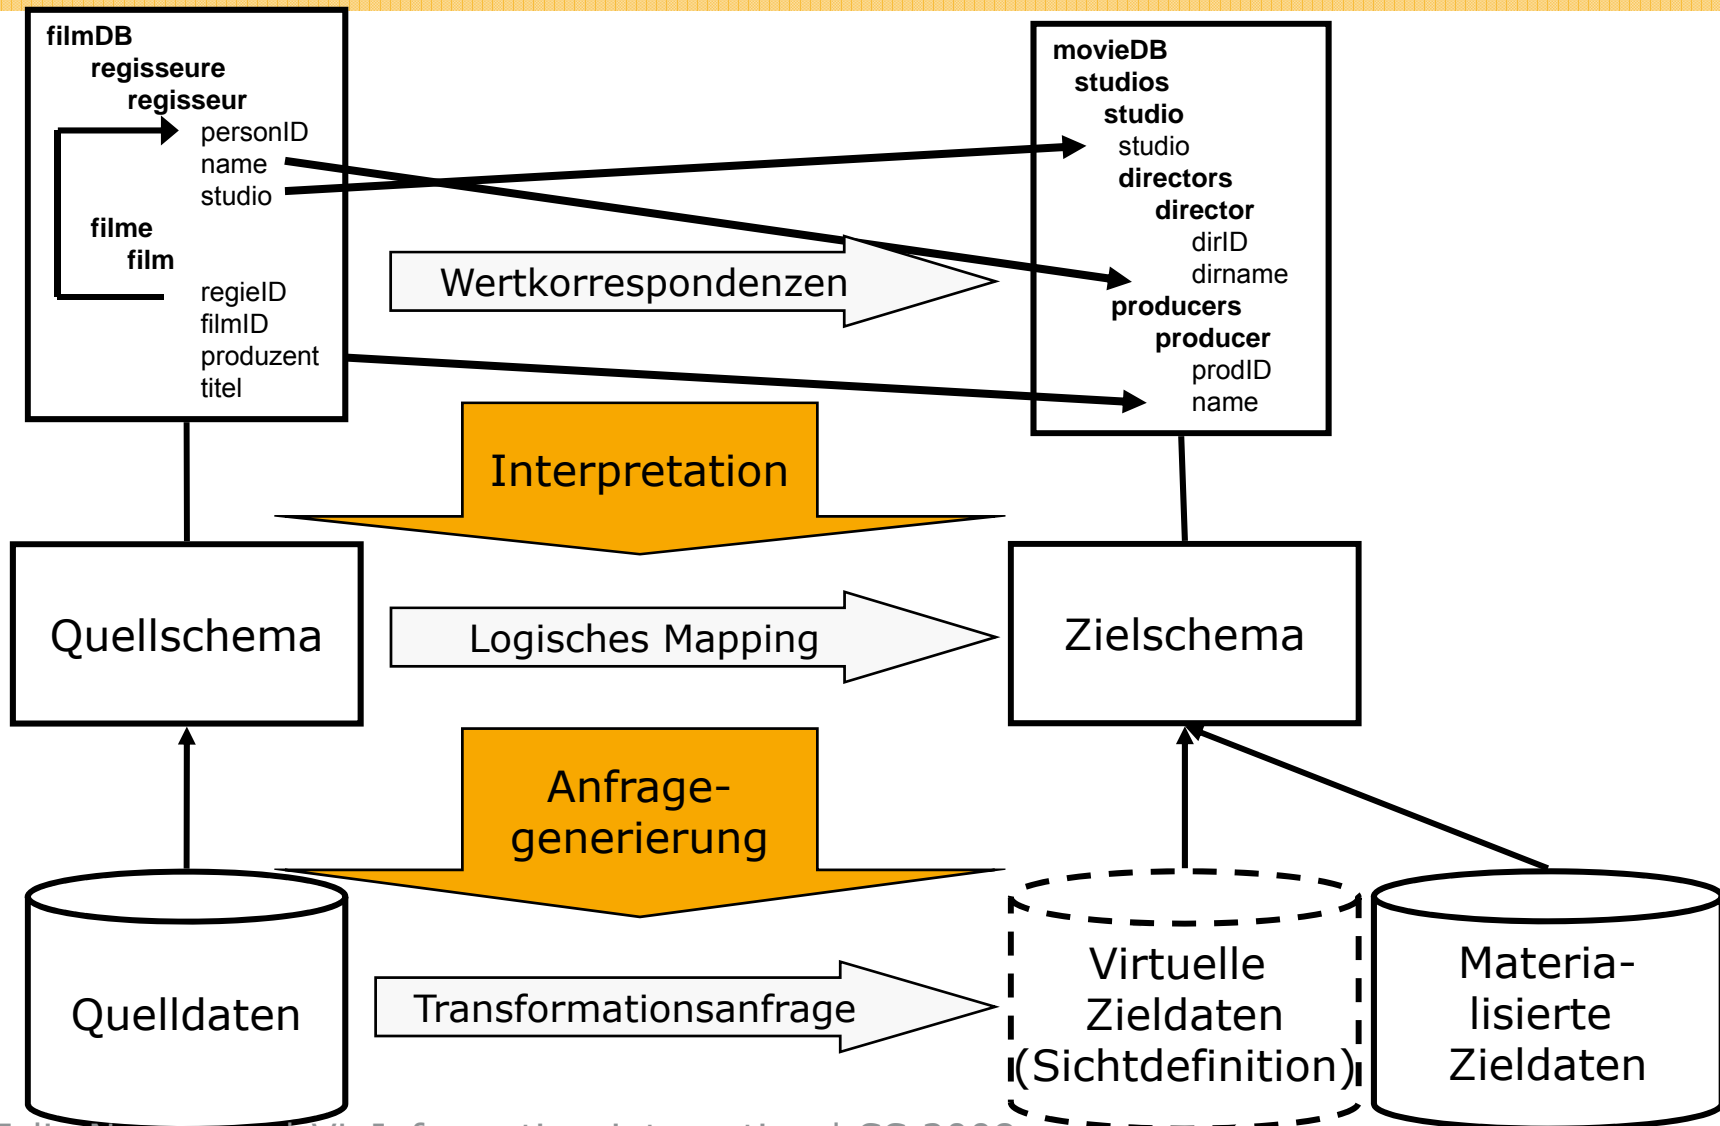 filmDB
regisseure
regisseur
personID
name
studio
filme
film
regieID
filmID
produzent
titel
movieDB
studios
studio
studio
directors
director
dirID
dirname
producers
producer
prodID
name
Wertkorrespondenzen
Interpretation
Quellschema
Logisches Mapping
Zielschema
Anfrage-
generierung
Quelldaten
Transformationsanfrage
Virtuelle
Zieldaten
(Sichtdefinition)
Materia-
lisierte
Zieldaten